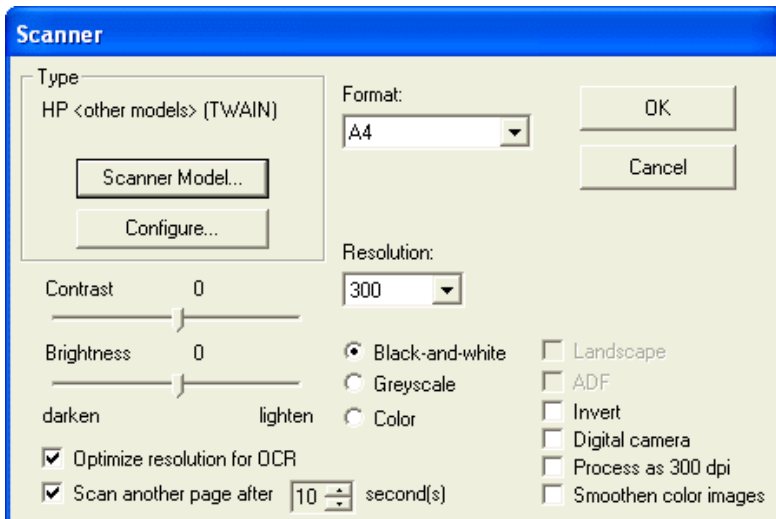 Scanner
Type
HP <other models> (TWAIN)
Scanner Model...
Configure...
Format:
A4
OK
Cancel
Resolution:
300
Contrast 0
Brightness 0
darken lighten
Black-and-white
Greyscale
Color
Landscape
ADF
Invert
Digital camera
Process as 300 dpi
Smoothen color images
Optimize resolution for OCR
Scan another page after 10 second(s)